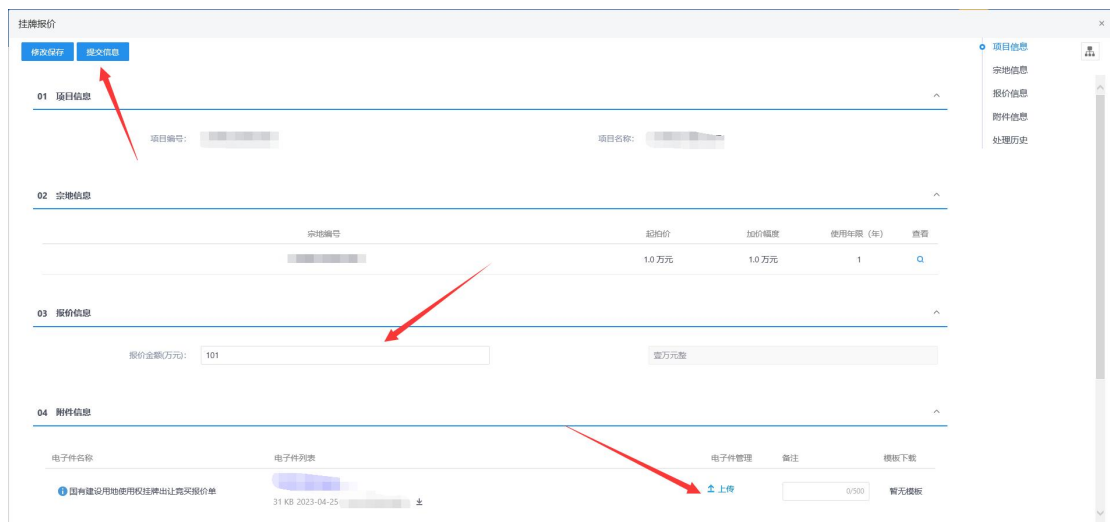 挂牌报价
修改保存 提交信息
项目信息
宗地信息
报价信息
附件信息
处理历史
01 项目信息
项目编号: 项目名称:
02 宗地信息
宗地编号 起拍价 加价幅度 使用年限（年） 查看
1.0 万元 1.0 万元 1
03 报价信息
报价金额(万元): 101 壹万元整
04 附件信息
电子件名称 电子件列表 电子件管理 备注 模板下载
国有建设用地使用权挂牌出让竞买报价单 上传 0/500 暂无模板
31 KB 2023-04-25